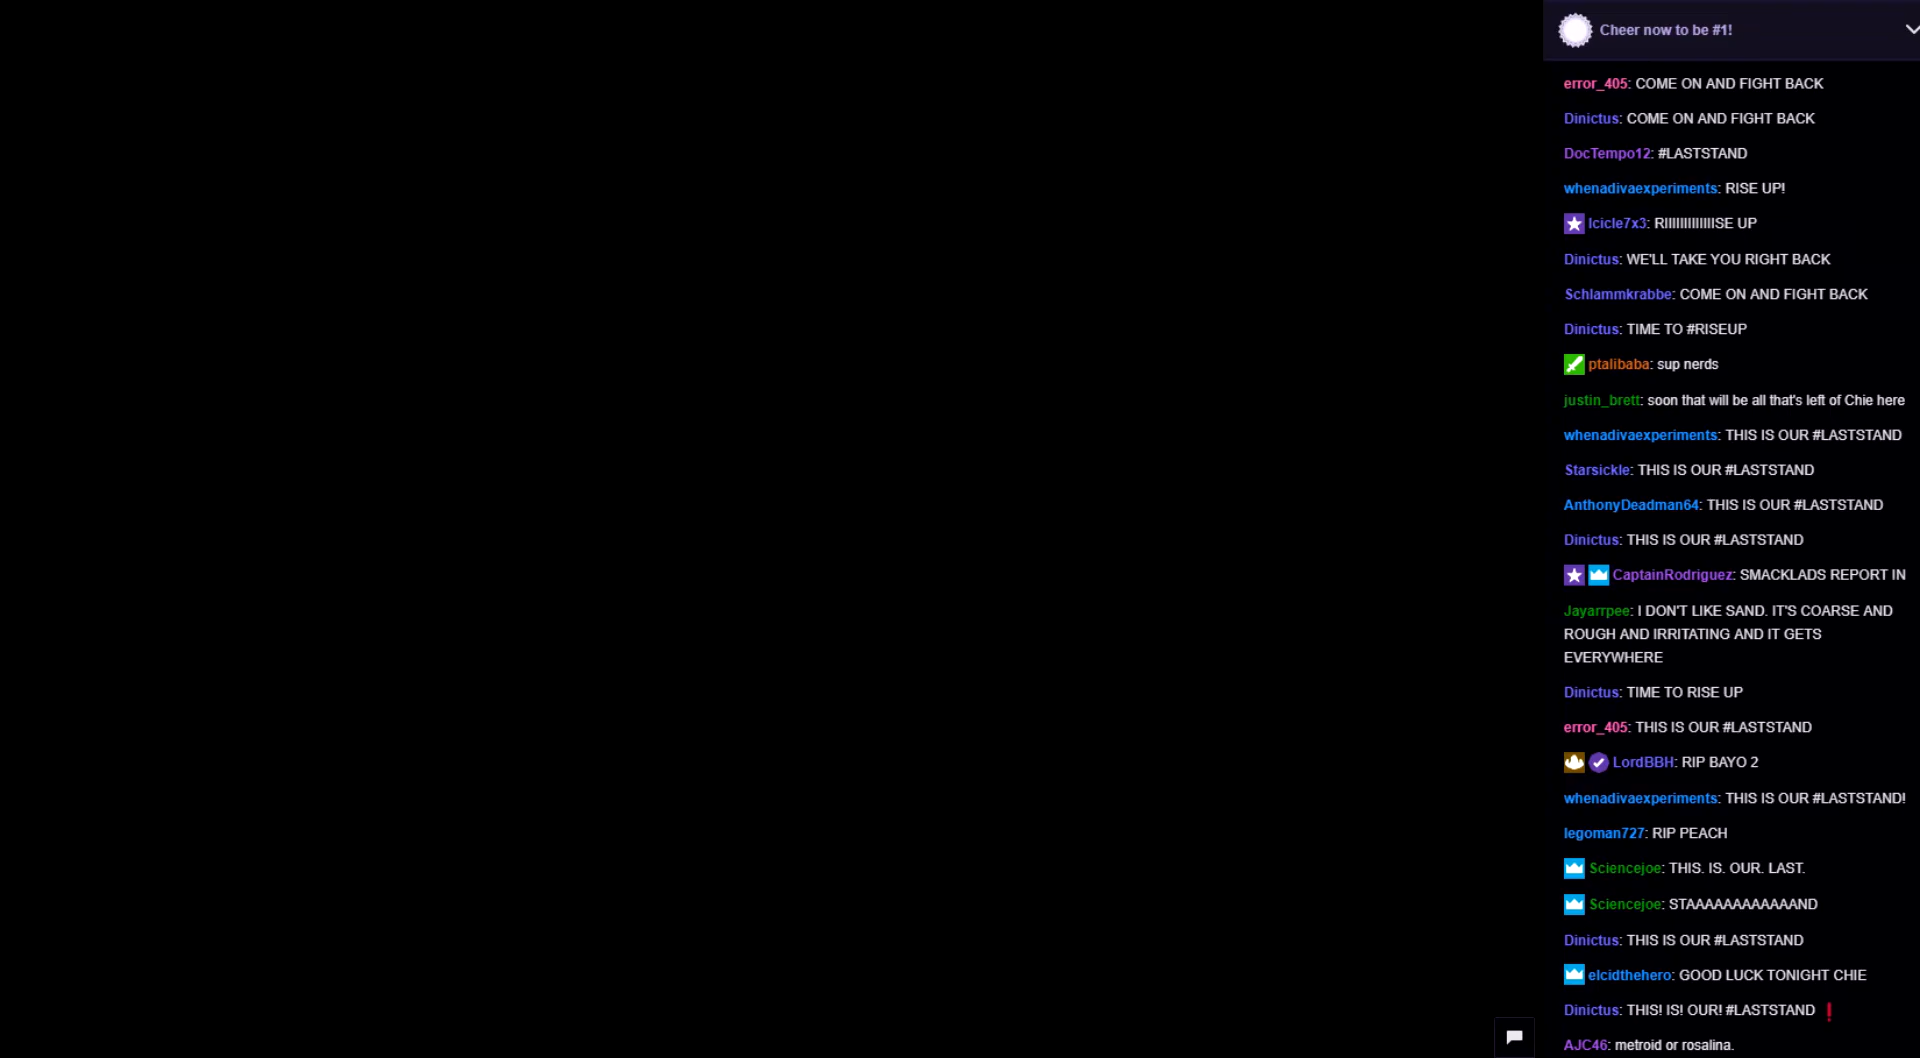 Cheer now to be #1!
error_405: COME ON AND FIGHT BACK
Dinictus: COME ON AND FIGHT BACK
DocTempo12: #LASTSTAND
whenadivaexperiments: RISE UP!
Icicle7x3: RIIIIIIIIIIIIISE UP
Dinictus: WE'LL TAKE YOU RIGHT BACK
Schlammkrabbe: COME ON AND FIGHT BACK
Dinictus: TIME TO #RISEUP
ptalibaba: sup nerds
justin_brett: soon that will be all that's left of Chie here
whenadivaexperiments: THIS IS OUR #LASTSTAND
Starsickle: THIS IS OUR #LASTSTAND
AnthonyDeadman64: THIS IS OUR #LASTSTAND
Dinictus: THIS IS OUR #LASTSTAND
CaptainRodriguez: SMACKLADS REPORT IN
Jayarrpee: I DON'T LIKE SAND. IT'S COARSE AND
ROUGH AND IRRITATING AND IT GETS
EVERYWHERE
Dinictus: TIME TO RISE UP
error_405: THIS IS OUR #LASTSTAND
LordBBH: RIP BAYO 2
whenadivaexperiments: THIS IS OUR #LASTSTAND!
legoman727: RIP PEACH
Sciencejoe: THIS. IS. OUR. LAST.
Sciencejoe: STAAAAAAAAAAAAND
Dinictus: THIS IS OUR #LASTSTAND
elcidthehero: GOOD LUCK TONIGHT CHIE
Dinictus: THIS! IS! OUR! #LASTSTAND ❗
AJC46: metroid or rosalina.